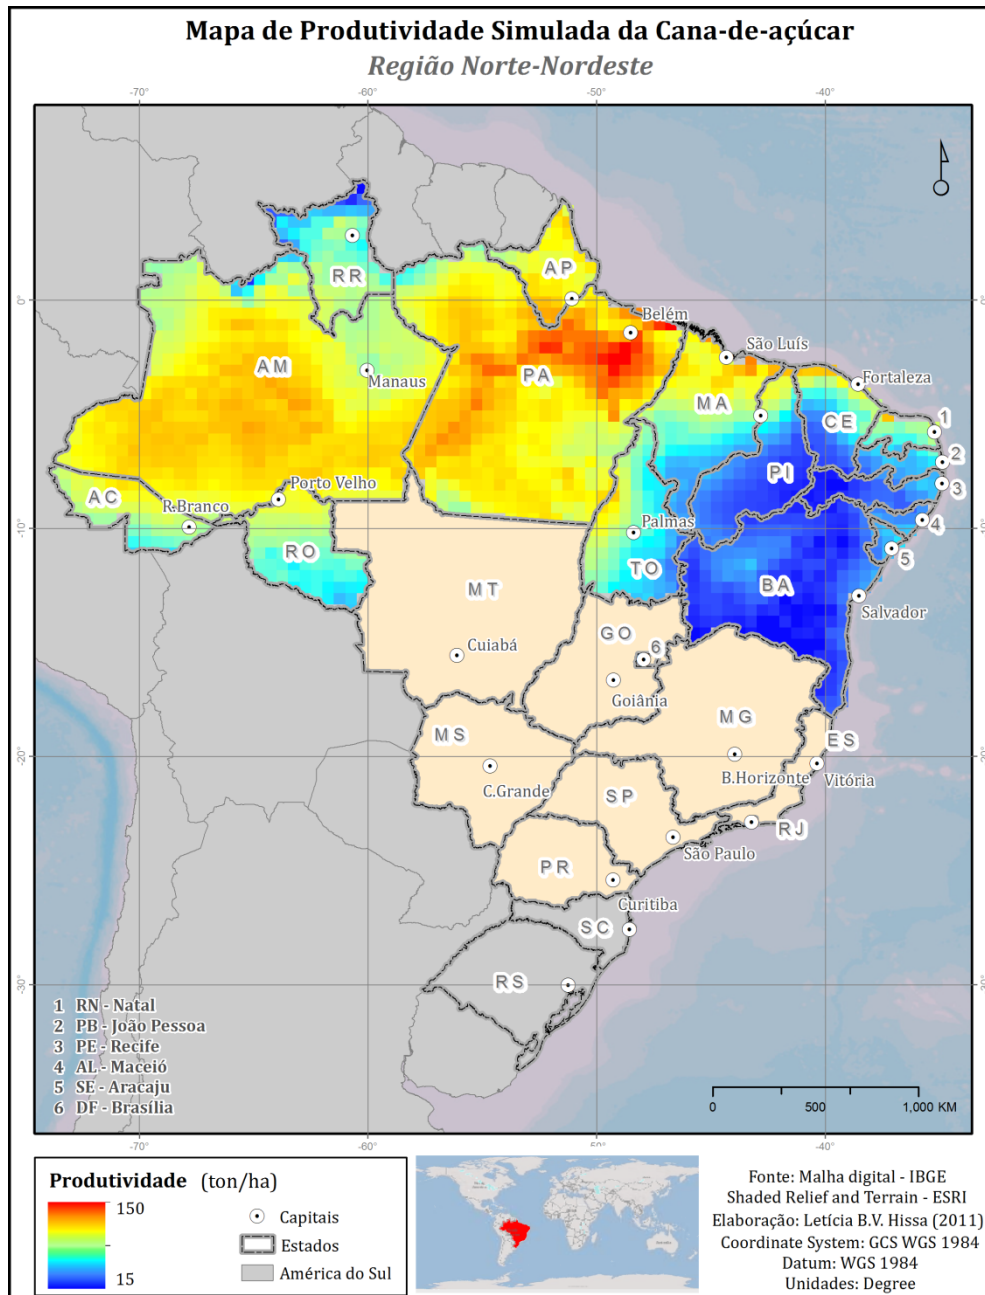 Mapa de Produtividade Simulada da Cana-de-açúcar
Região Norte-Nordeste
-70° -60° -50° -40°
0° 0°
-10° -10°
-20° -20°
-30° -30°
RR
AP
Belém
AM
PA
Manaus
São Luís
MA
Fortaleza
CE
1
2
3
4
5
PI
AC
R.Branco
Porto Velho
RO
Palmas
TO
BA
Salvador
MT
Cuiabá
GO
6
Goiânia
MG
B.Horizonte
ES
Vitória
MS
C.Grande
SP
São Paulo
RJ
PR
Curitiba
SC
RS
1 RN - Natal
2 PB - João Pessoa
3 PE - Recife
4 AL - Maceió
5 SE - Aracaju
6 DF - Brasília
0 500 1,000 KM
Produtividade (ton/ha)
150
15
Capitais
Estados
América do Sul
Fonte: Malha digital - IBGE
Shaded Relief and Terrain - ESRI
Elaboração: Letícia B.V. Hissa (2011)
Coordinate System: GCS WGS 1984
Datum: WGS 1984
Unidades: Degree